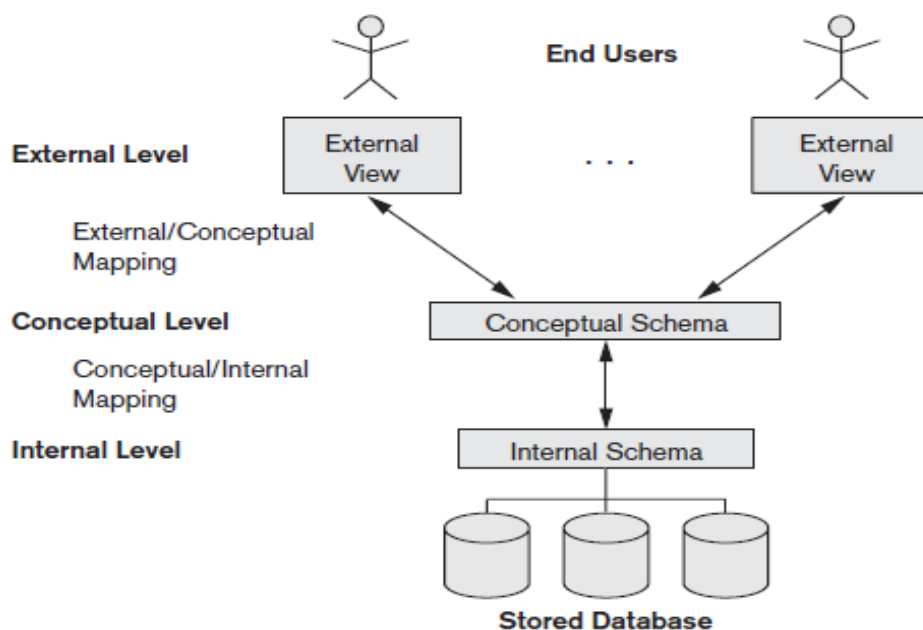 End Users
External Level
External
View
. . .
External
View
External/Conceptual
Mapping
Conceptual Level
Conceptual Schema
Conceptual/Internal
Mapping
Internal Level
Internal Schema
Stored Database